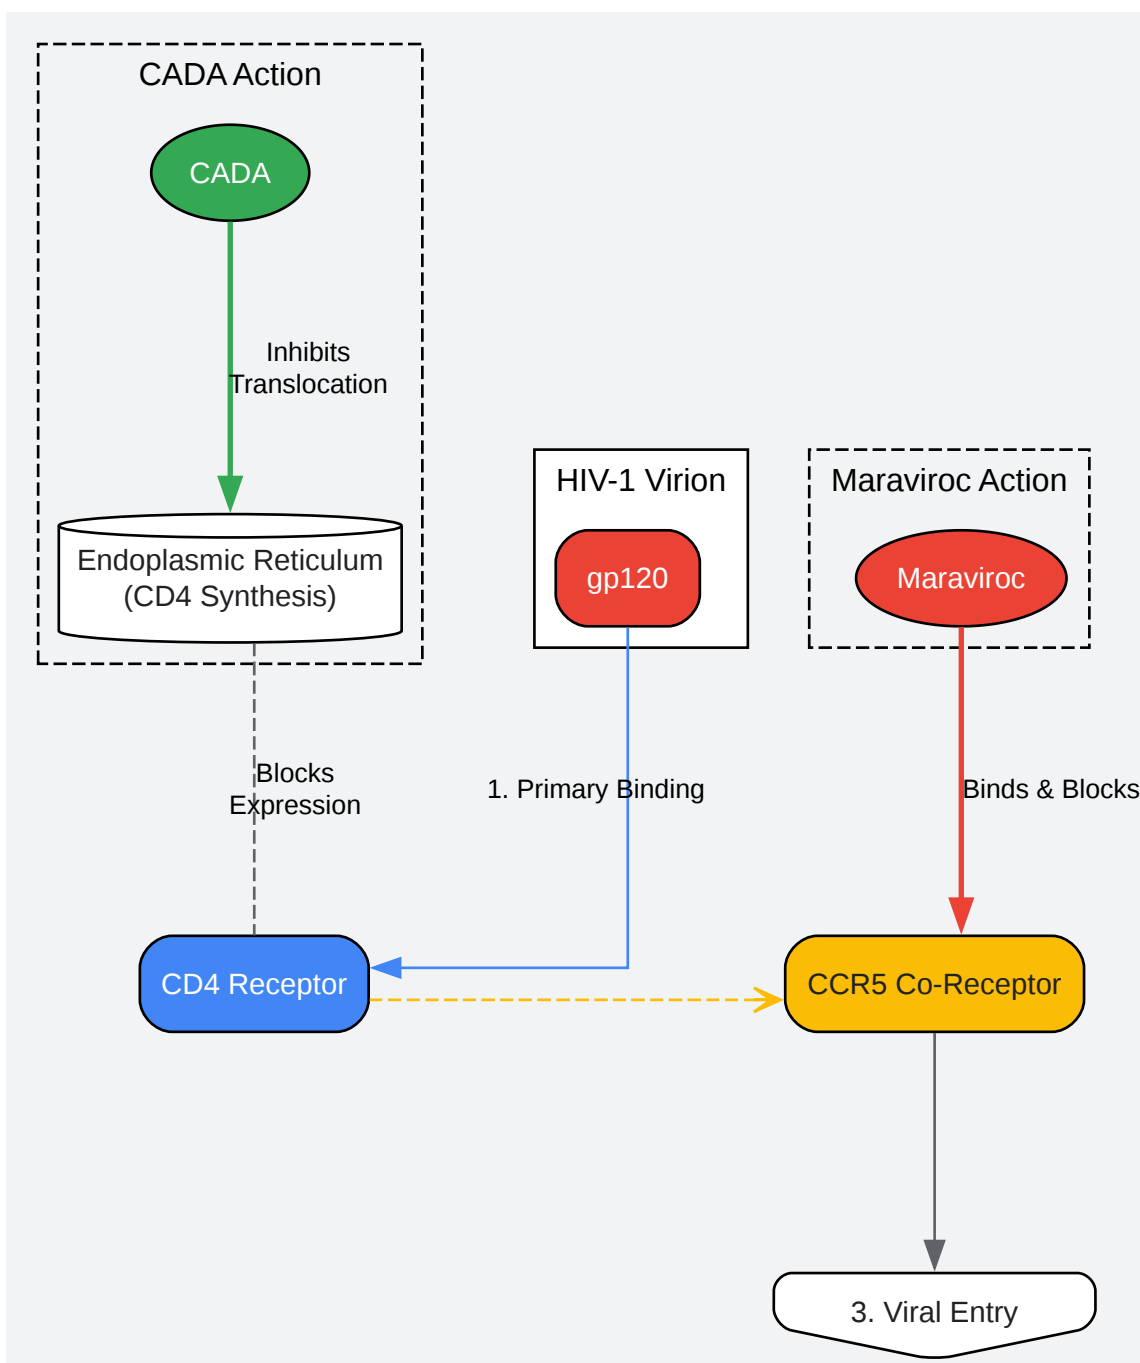 CADA Action
CADA
Inhibits
Translocation
Endoplasmic Reticulum
(CD4 Synthesis)
HIV-1 Virion
gp120
Maraviroc Action
Maraviroc
Blocks
Expression
1. Primary Binding
Binds & Blocks
CD4 Receptor
CCR5 Co-Receptor
3. Viral Entry